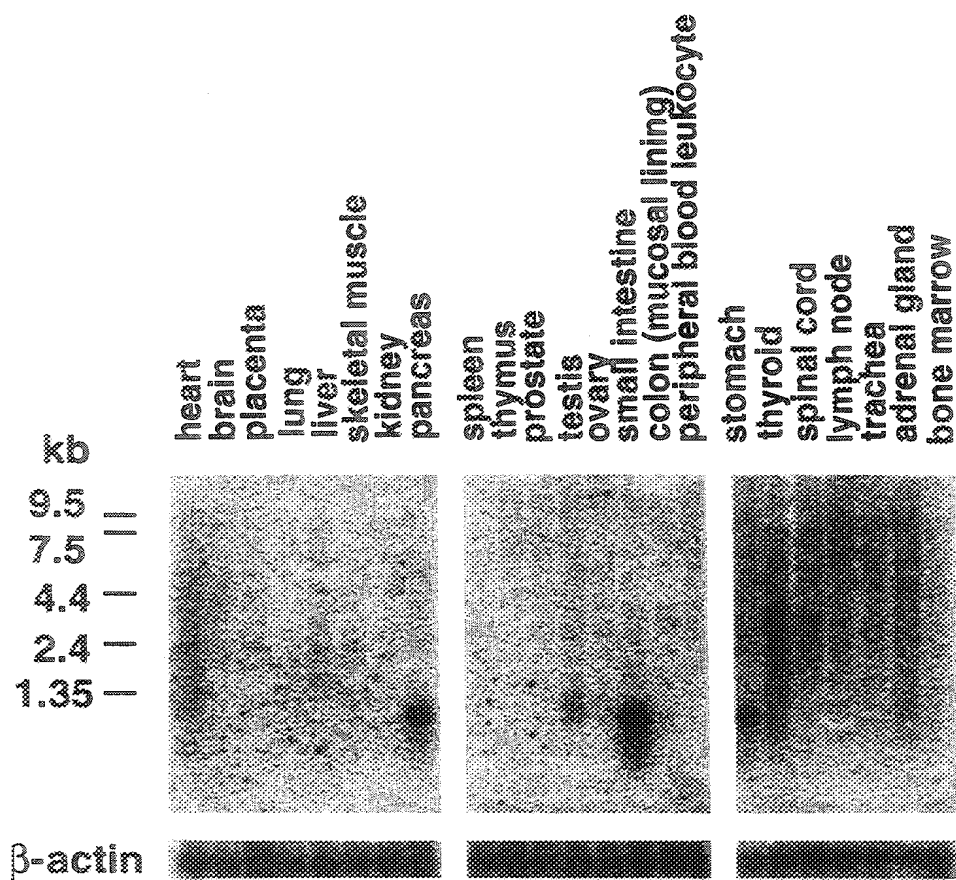 heart
brain
placenta
lung
liver
skeletal muscle
kidney
pancreas
spleen
thymus
prostate
testis
ovary
small intestine
colon (mucosal lining)
peripheral blood leukocyte
stomach
thyroid
spinal cord
lymph node
trachea
adrenal gland
bone marrow
kb
9.5
7.5
4.4
2.4
1.35
β-actin